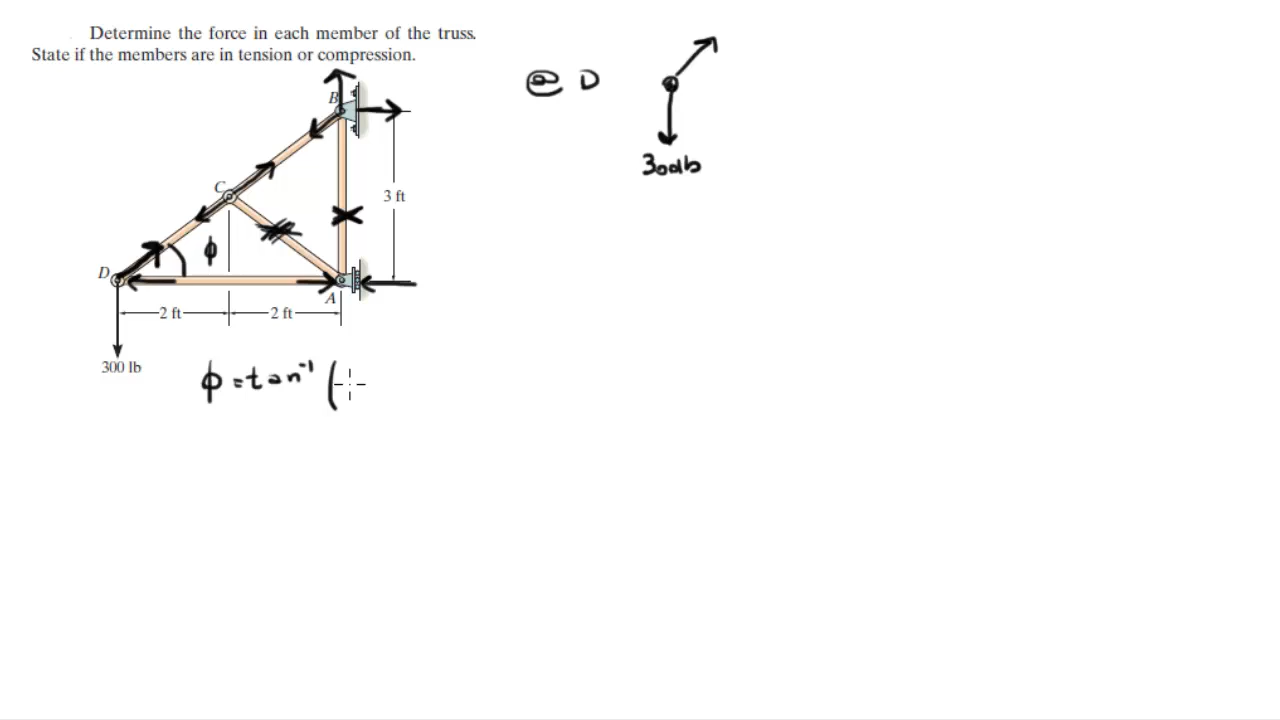 Determine the force in each member of the truss.
State if the members are in tension or compression.
@ D
B
300lb
C
3 ft
ϕ
D
A
2 ft
2 ft
300 lb
ϕ = tan⁻¹ (